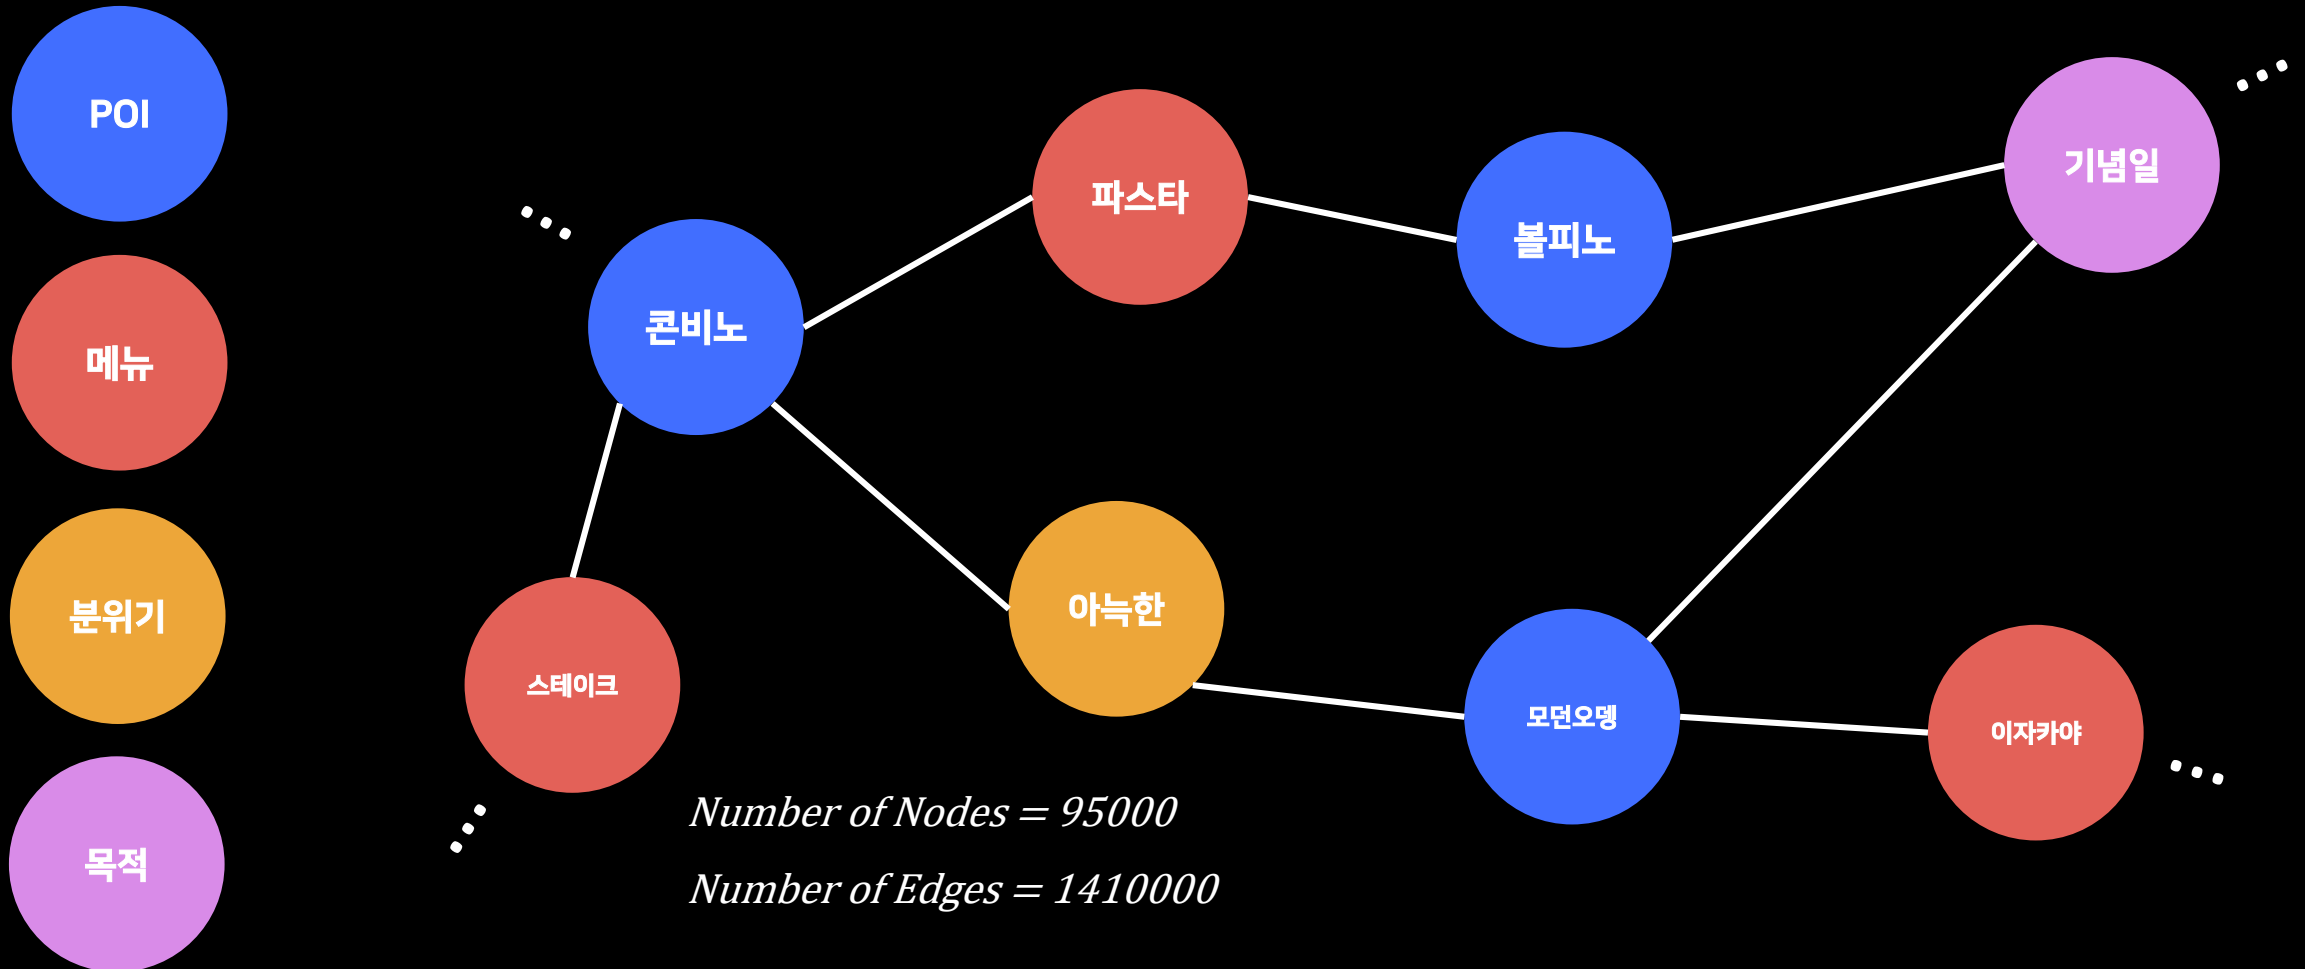 POI
메뉴
분위기
목적
콘비노
파스타
볼피노
기념일
스테이크
아늑한
모던오뎅
이자카야
Number of Nodes = 95000
Number of Edges = 1410000